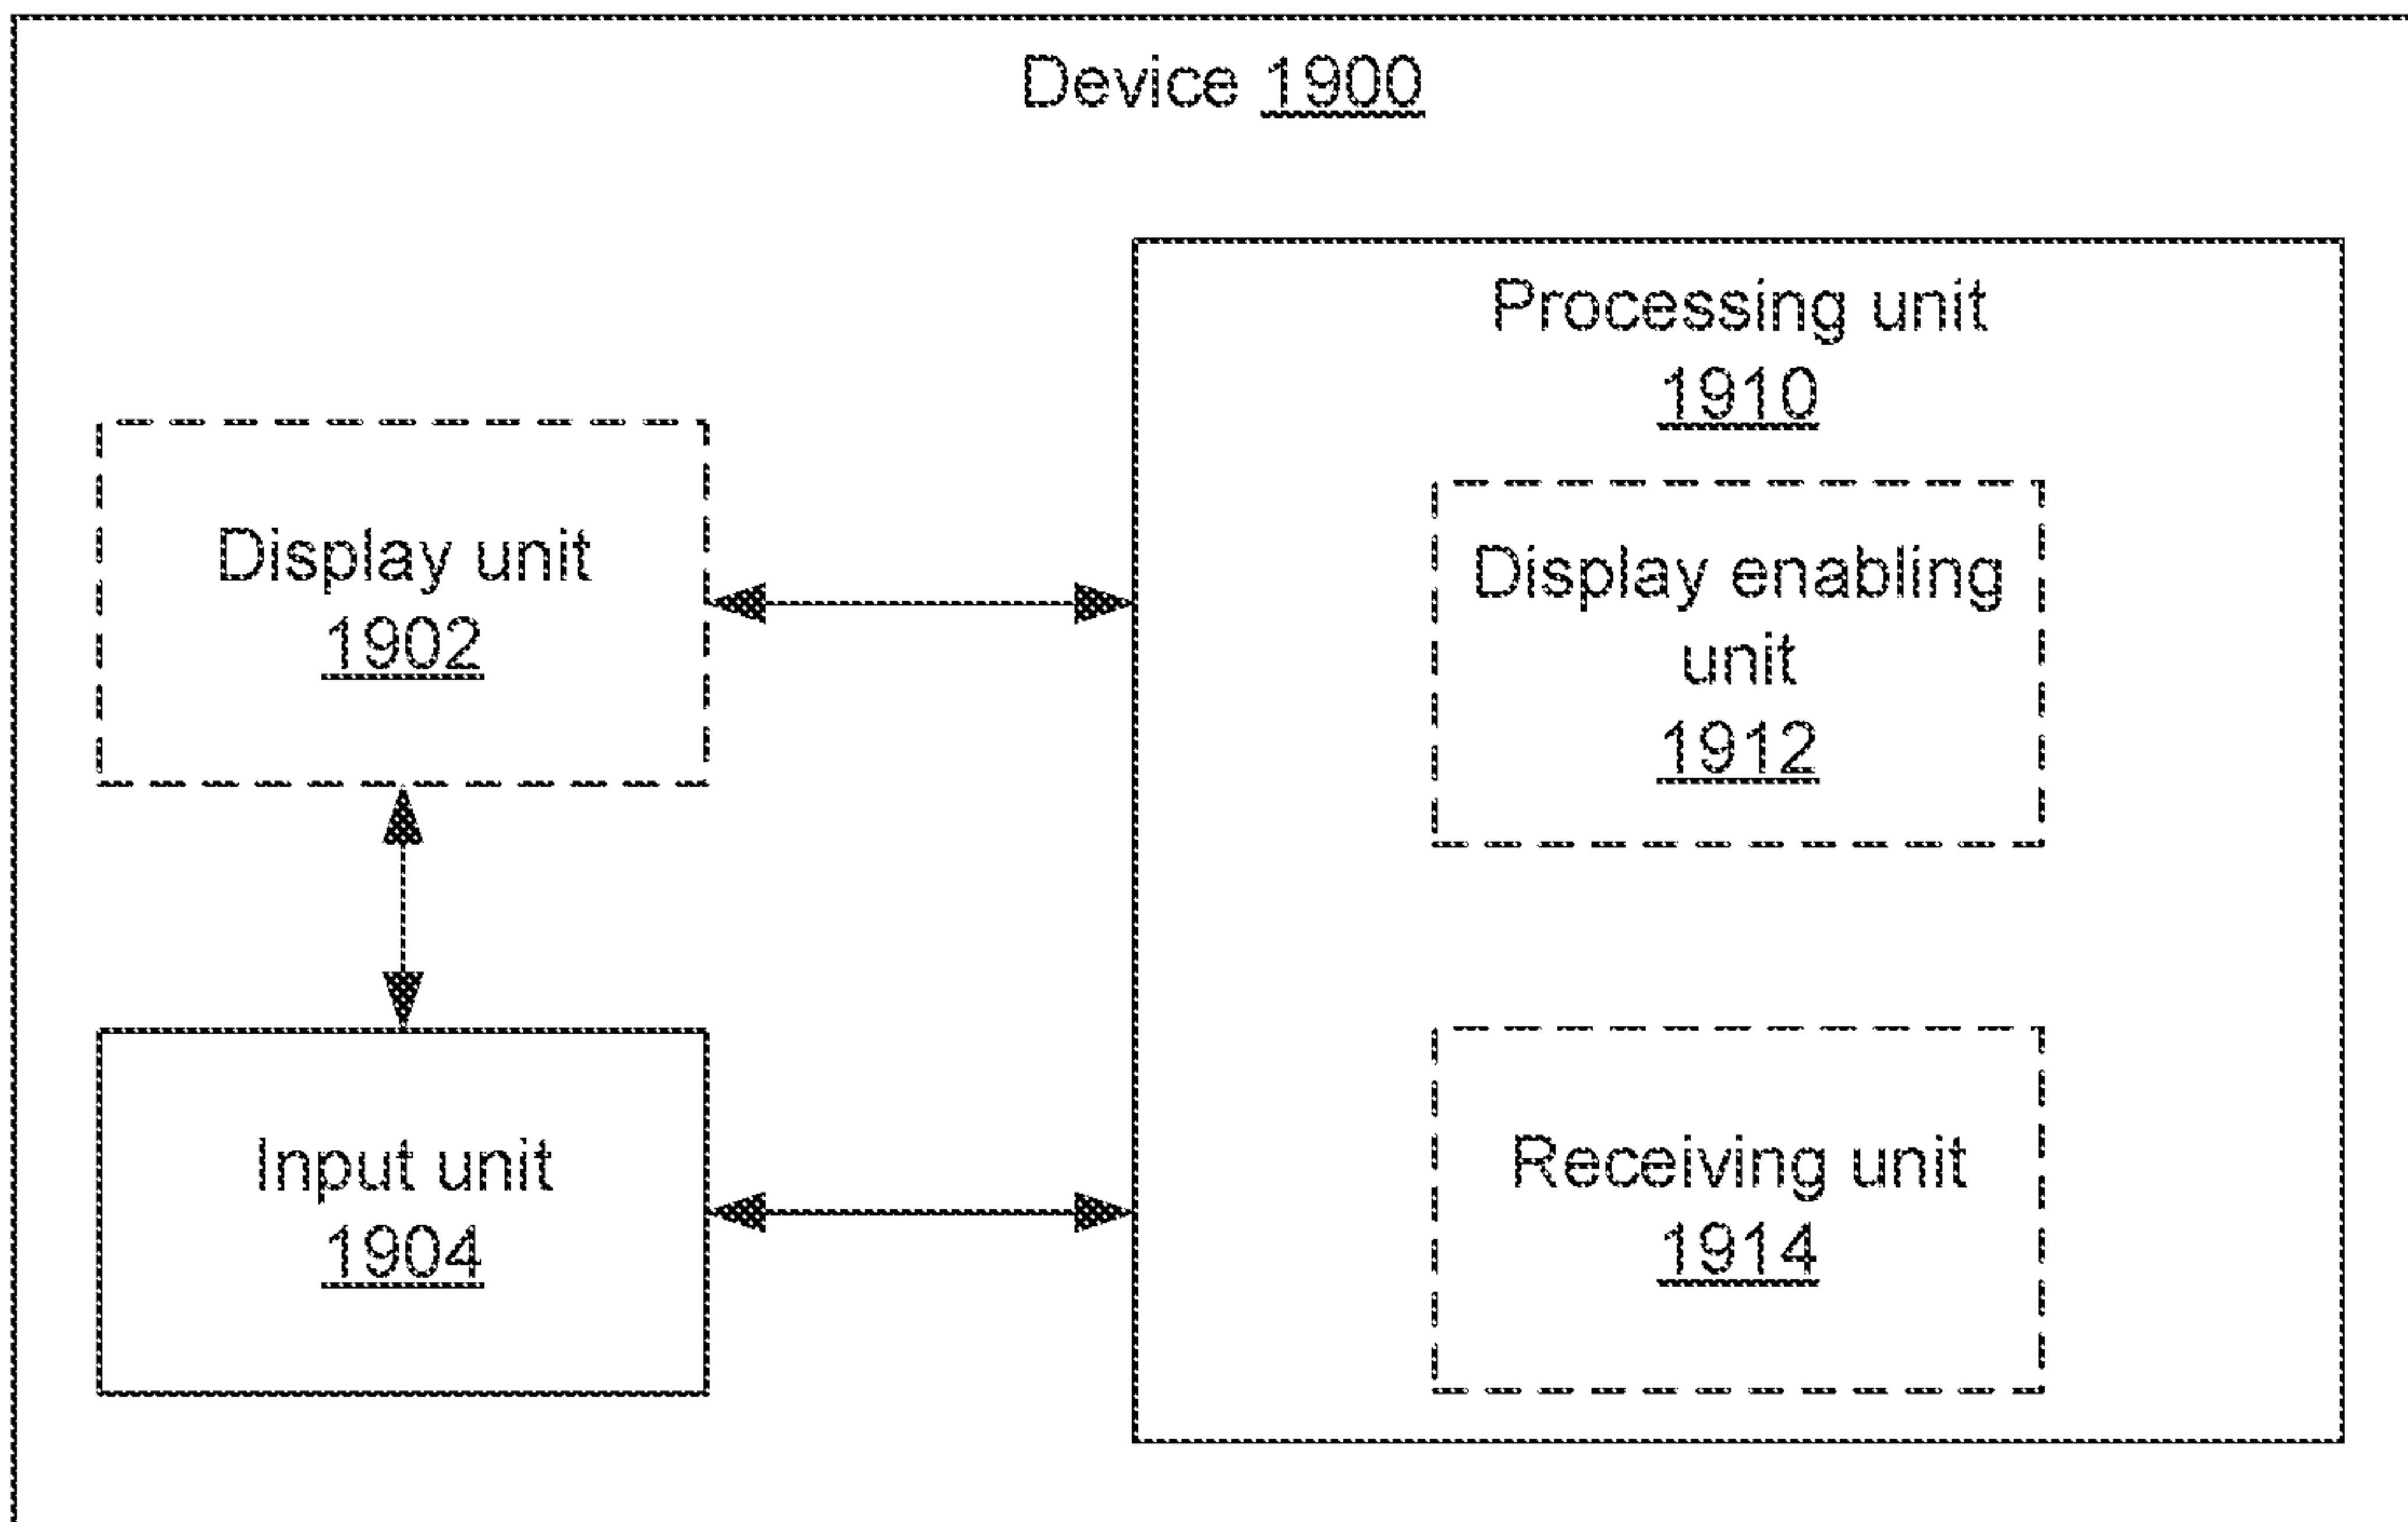 Device 1900
Processing unit
1910
Display unit
1902
Display enabling
unit
1912
Input unit
1904
Receiving unit
1914